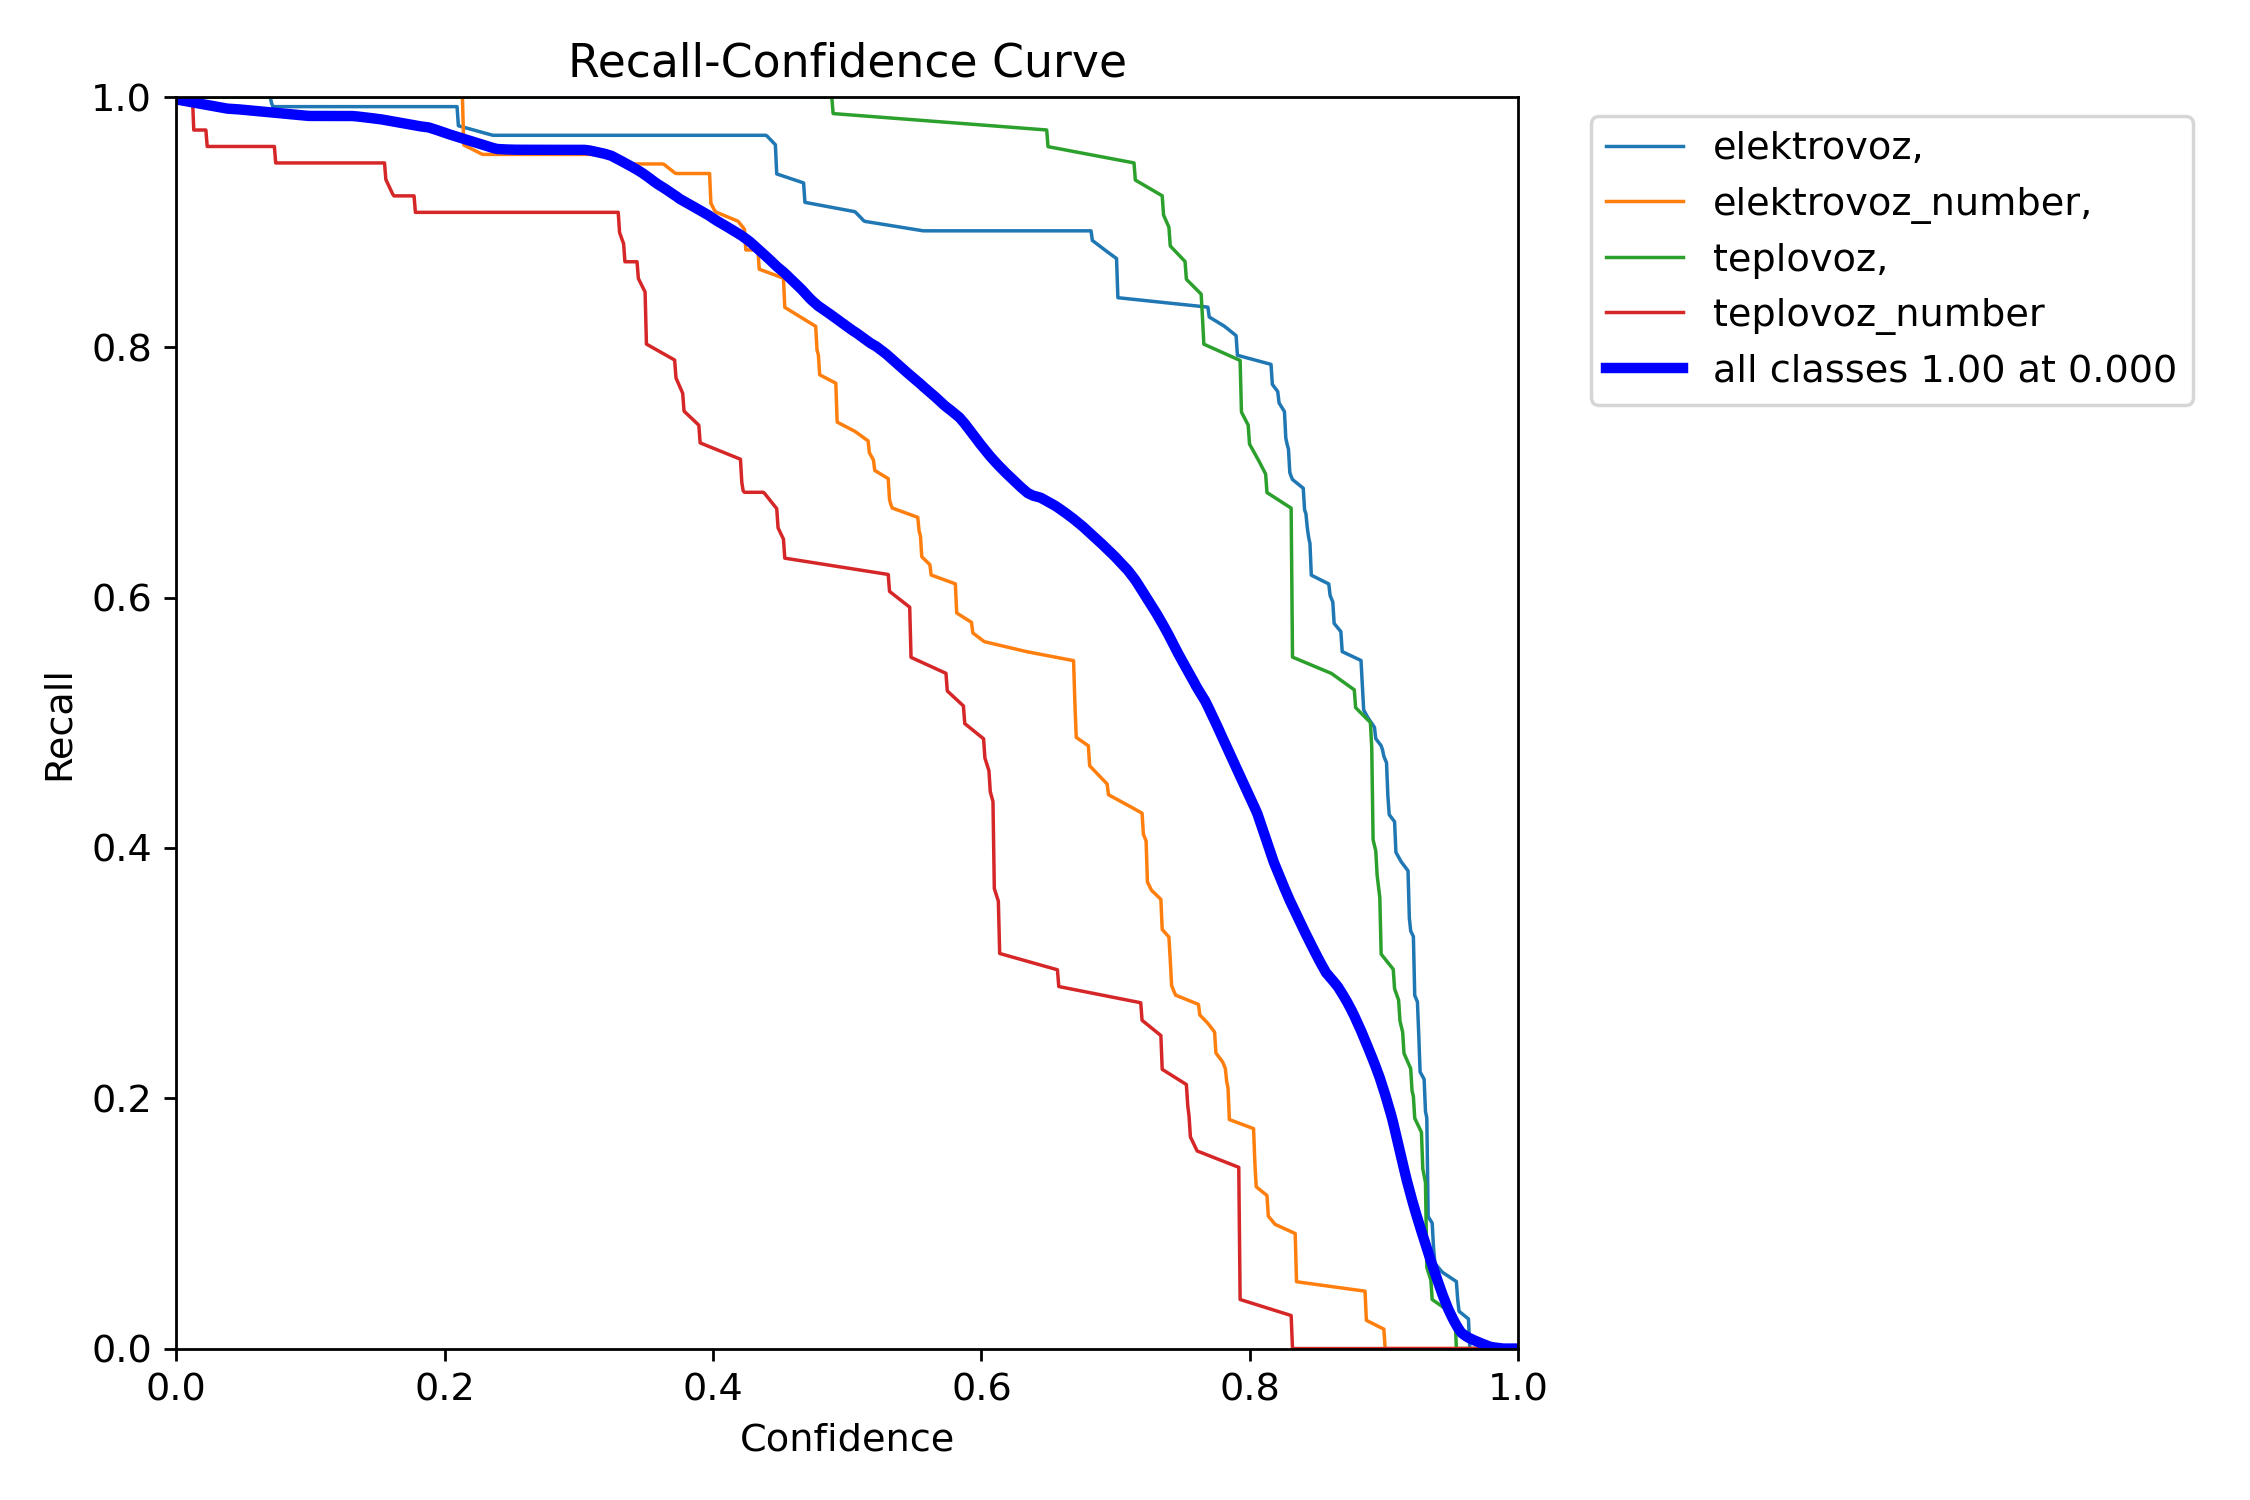 Recall-Confidence Curve
1.0
0.8
0.6
0.4
0.2
0.0
Recall
0.0 0.2 0.4 0.6 0.8 1.0
Confidence
elektrovoz,
elektrovoz_number,
teplovoz,
teplovoz_number
all classes 1.00 at 0.000